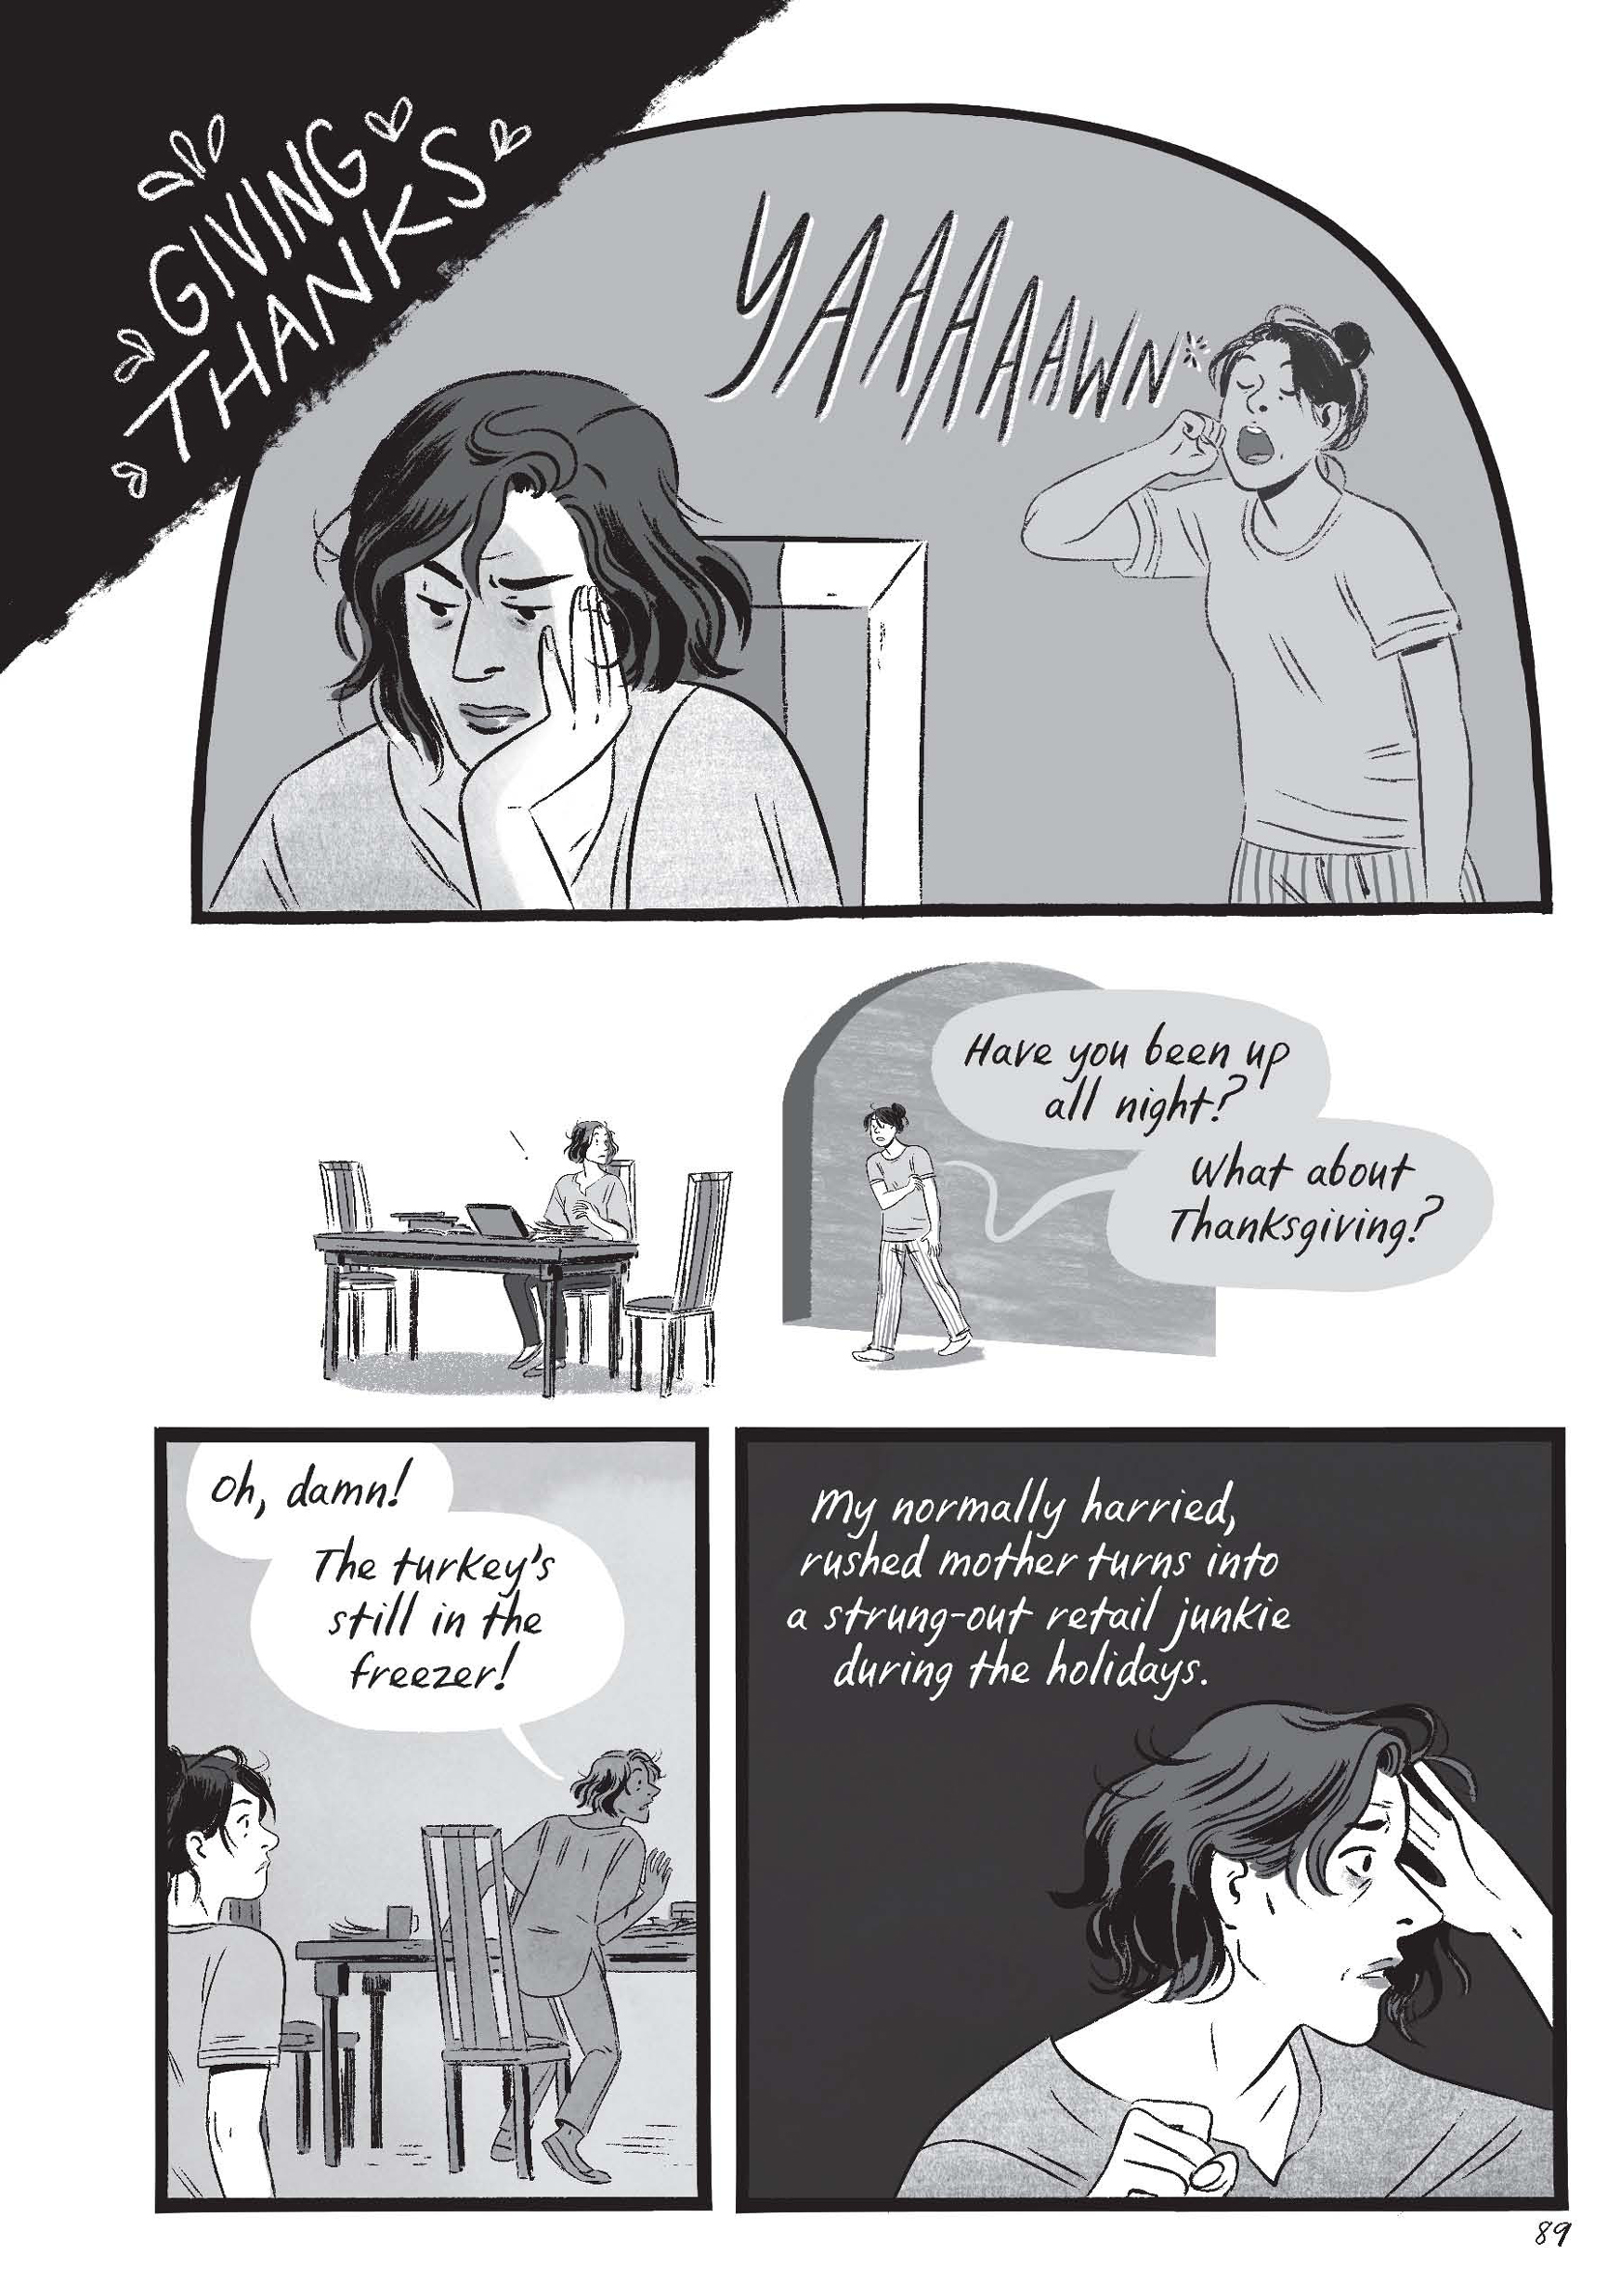 GIVING
THANKS
YAAAAAAWN*
Have you been up
all night?
What about
Thanksgiving?
Oh, damn!
The turkey's
still in the
freezer!
My normally harried,
rushed mother turns into
a strung-out retail junkie
during the holidays.
89